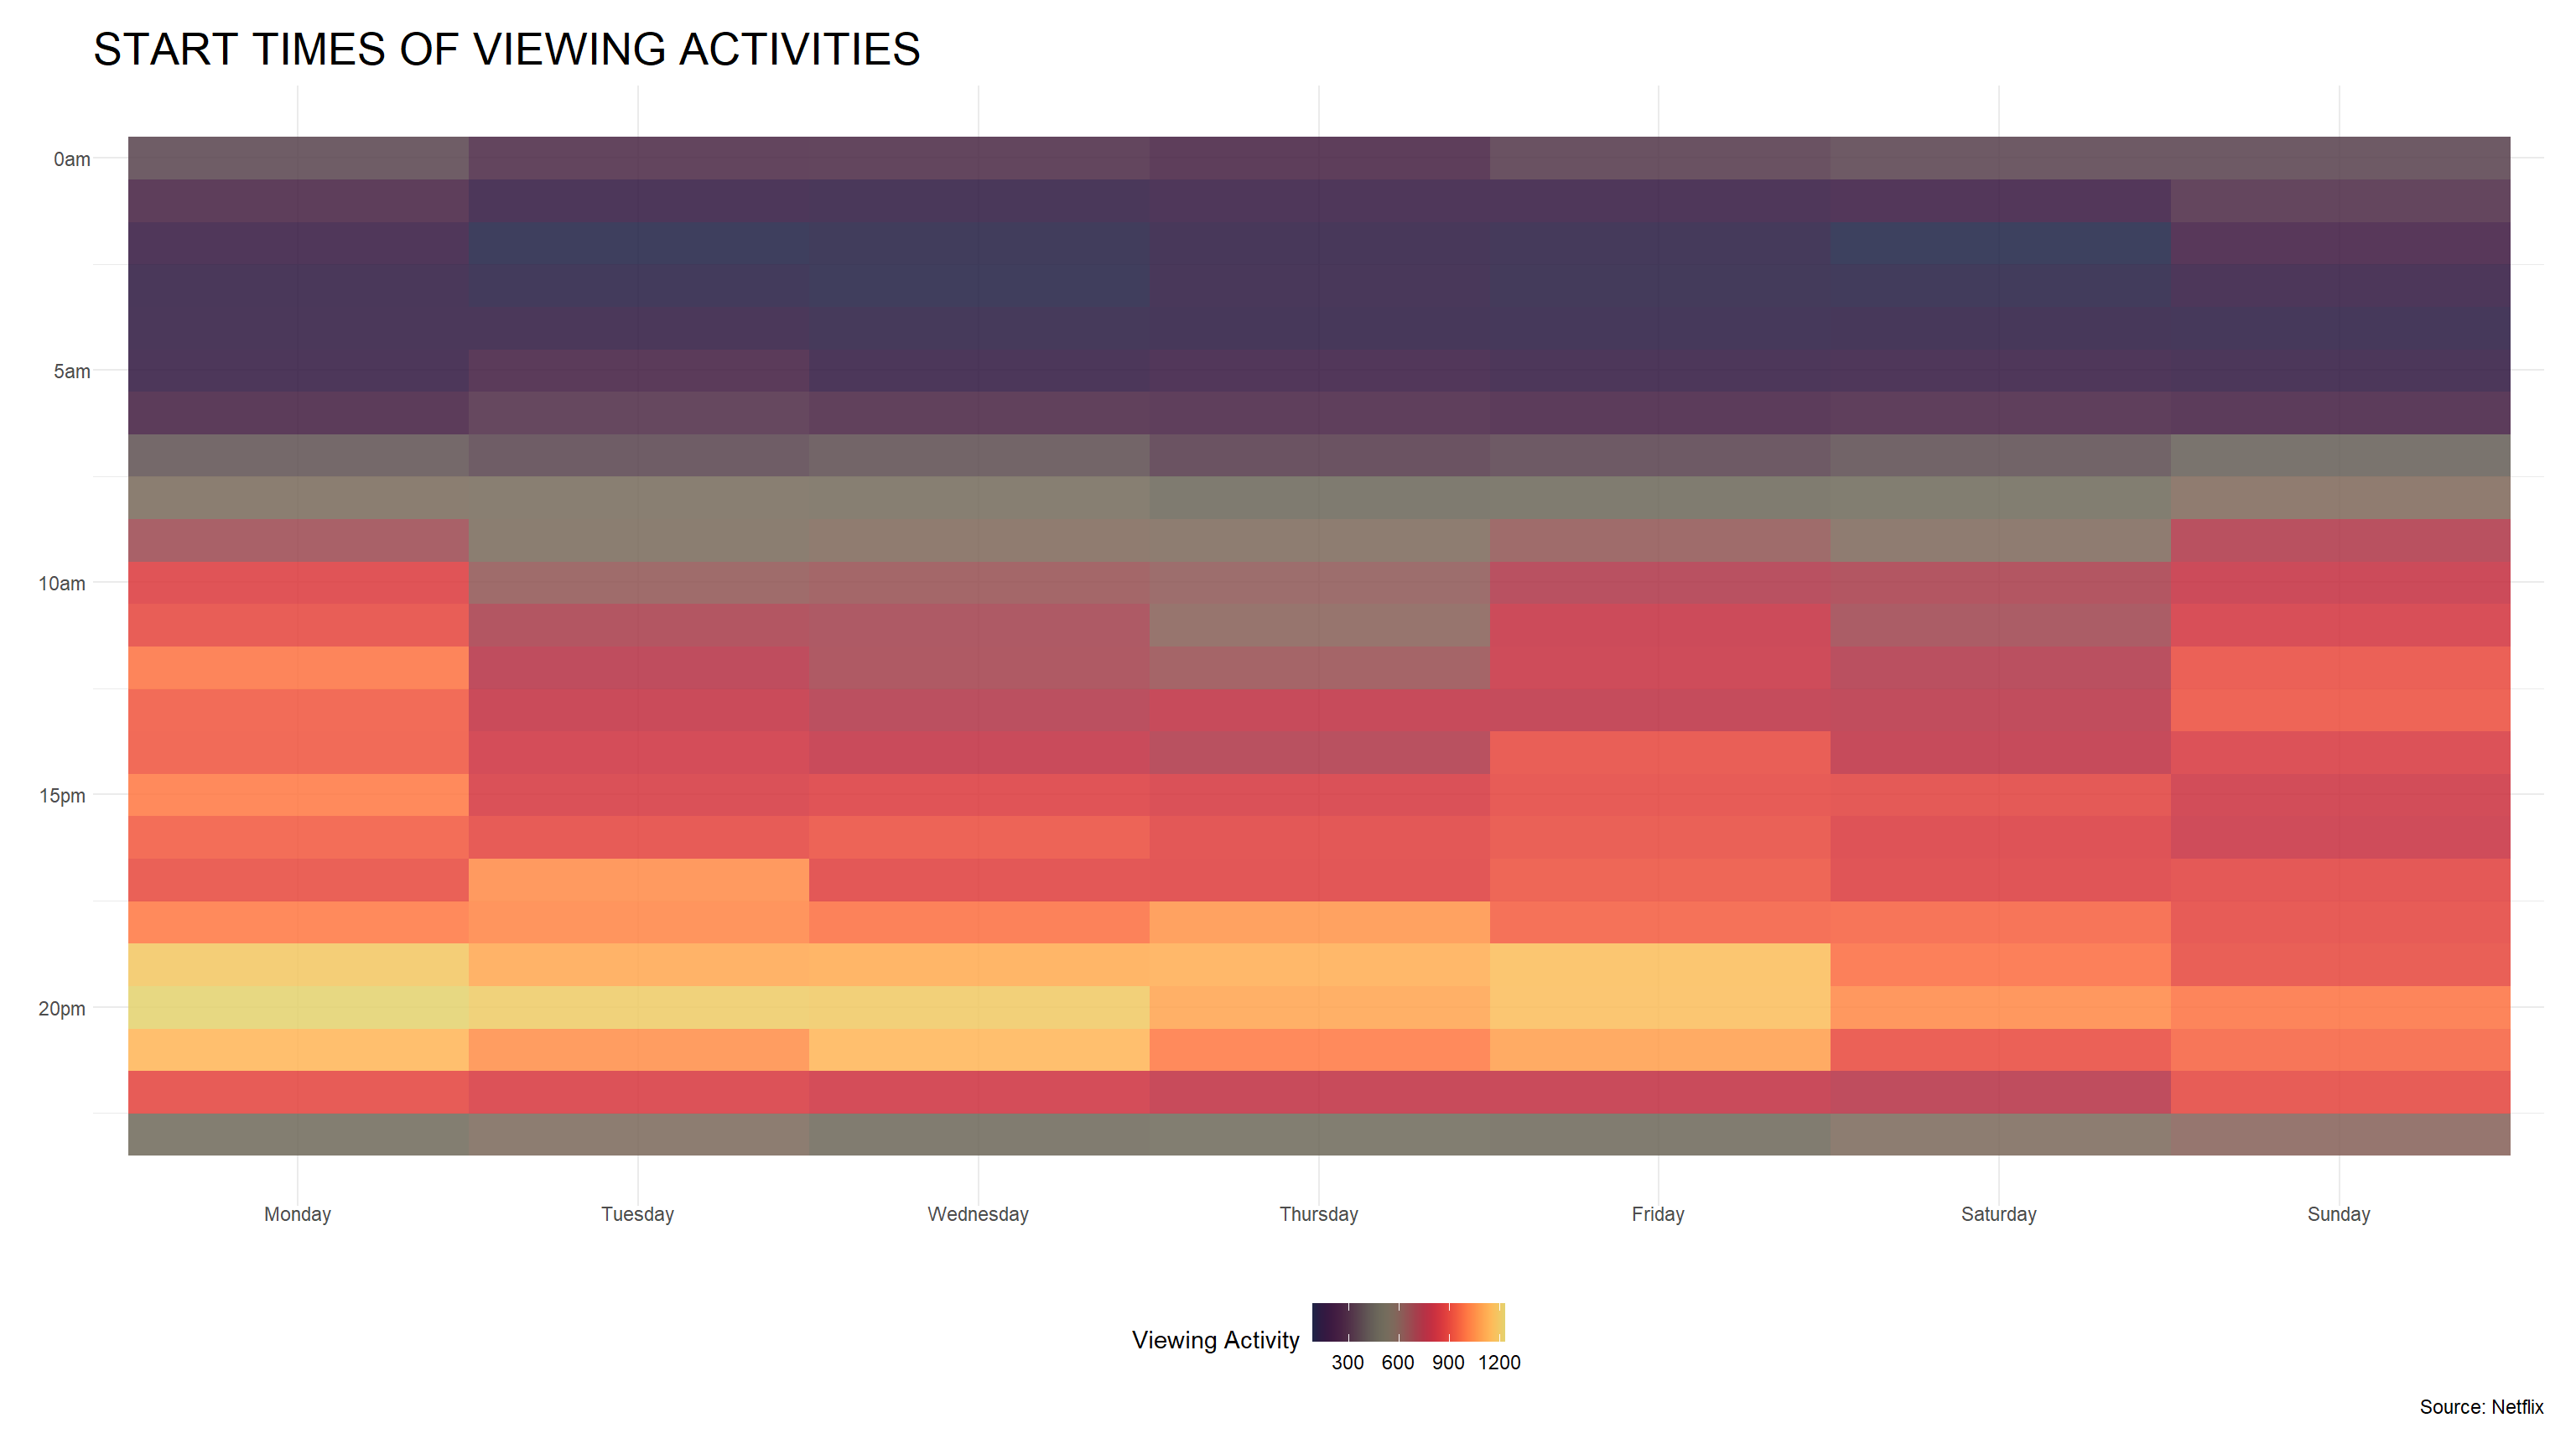 START TIMES OF VIEWING ACTIVITIES
0am
5am
10am
15pm
20pm
Monday Tuesday Wednesday Thursday Friday Saturday Sunday
Viewing Activity
300 600 900 1200
Source: Netflix